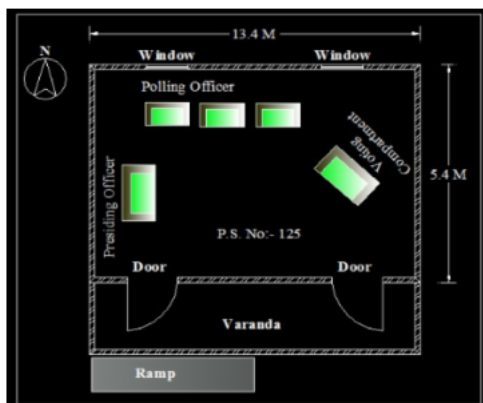 13.4 M
N
Window
Window
Polling Officer
Voting
Compartment
5.4 M
Presiding Officer
P.S. No:- 125
Door
Door
Varanda
Ramp